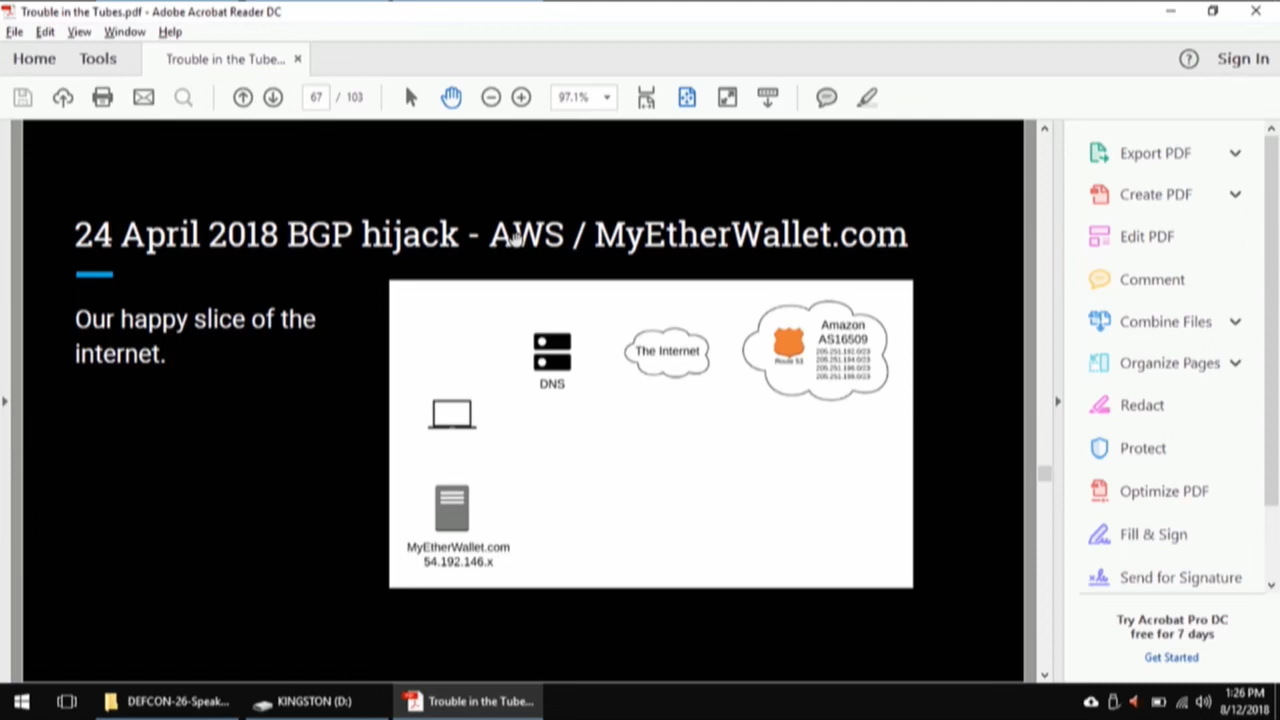 Trouble in the Tubes.pdf - Adobe Acrobat Reader DC
File Edit View Window Help
Home Tools Trouble in the Tube... × Sign In
67 / 103 97.1%
24 April 2018 BGP hijack - AWS / MyEtherWallet.com
Our happy slice of the
internet.
DNS
The Internet
Amazon
AS16509
Route 53
MyEtherWallet.com
54.192.146.x
Export PDF
Create PDF
Edit PDF
Comment
Combine Files
Organize Pages
Redact
Protect
Optimize PDF
Fill & Sign
Send for Signature
Try Acrobat Pro DC
free for 7 days
Get Started
DEFCON-26-Speak... KINGSTON (D:) Trouble in the Tube...
1:26 PM
8/12/2018